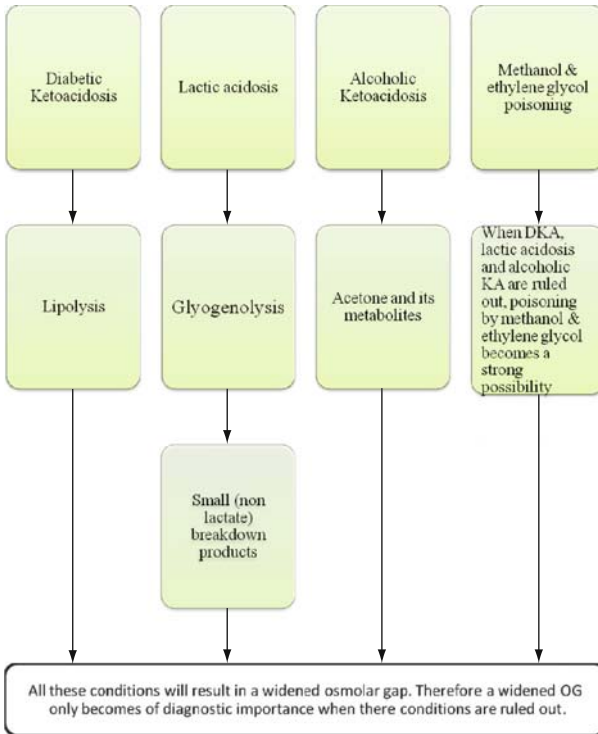 Diabetic
Ketoacidosis
Lactic acidosis
Alcoholic
Ketoacidosis
Methanol &
ethylene glycol
poisoning
Lipolysis
Glyogenolysis
Acetone and its
metabolites
When DKA,
lactic acidosis
and alcoholic
KA are ruled
out, poisoning
by methanol &
ethylene glycol
becomes a
strong
possibility
Small (non
lactate)
breakdown
products
All these conditions will result in a widened osmolar gap. Therefore a widened OG
only becomes of diagnostic importance when there conditions are ruled out.